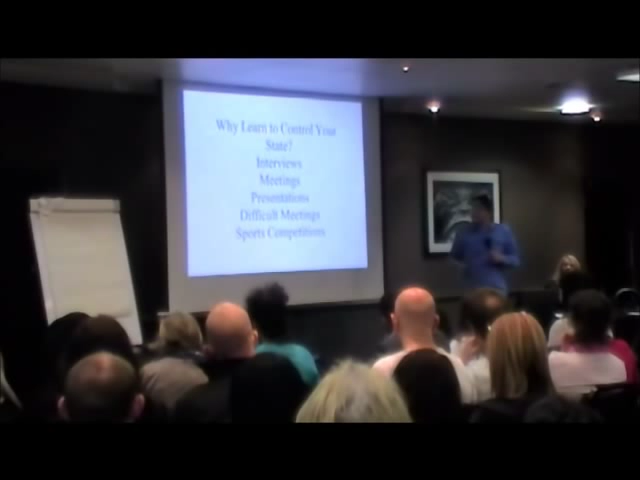 Why Learn to Control Your
State?
Interviews
Meetings
Presentations
Difficult Meetings
Sports Competitions